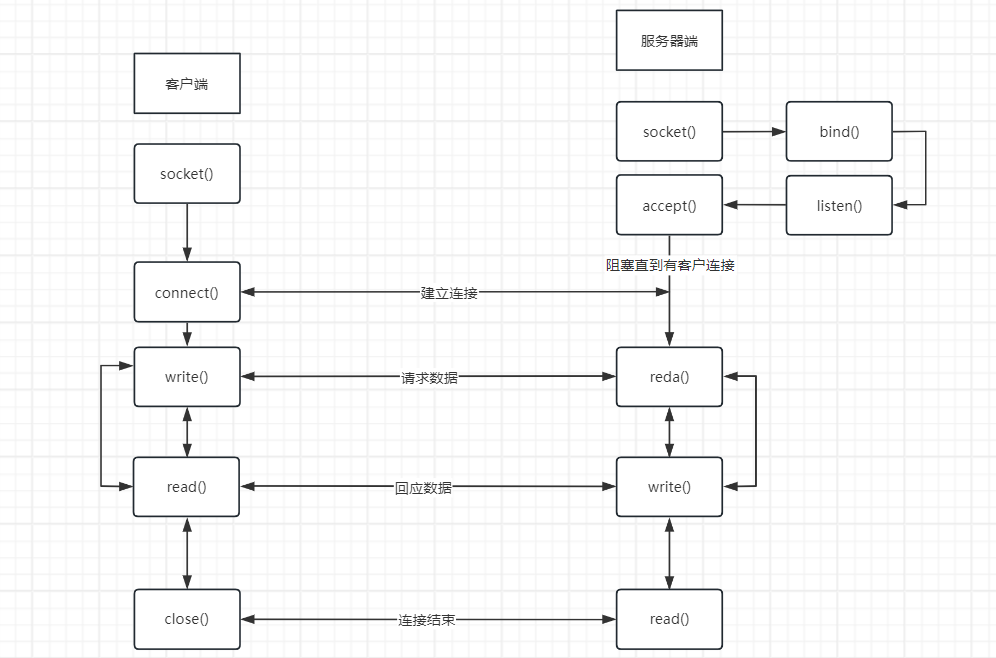 服务器端
客户端
socket()
bind()
socket()
accept()
listen()
阻塞直到有客户连接
connect()
建立连接
write()
请求数据
reda()
read()
回应数据
write()
close()
连接结束
read()